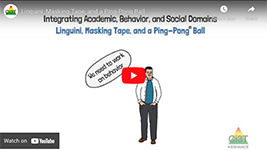 Linguini, Masking Tape, and a Ping-Pong Ball
Integrating Academic, Behavior, and Social Domains
Linguini, Masking Tape, and a Ping-Pong® Ball
We need to work
on behavior
Watch on YouTube